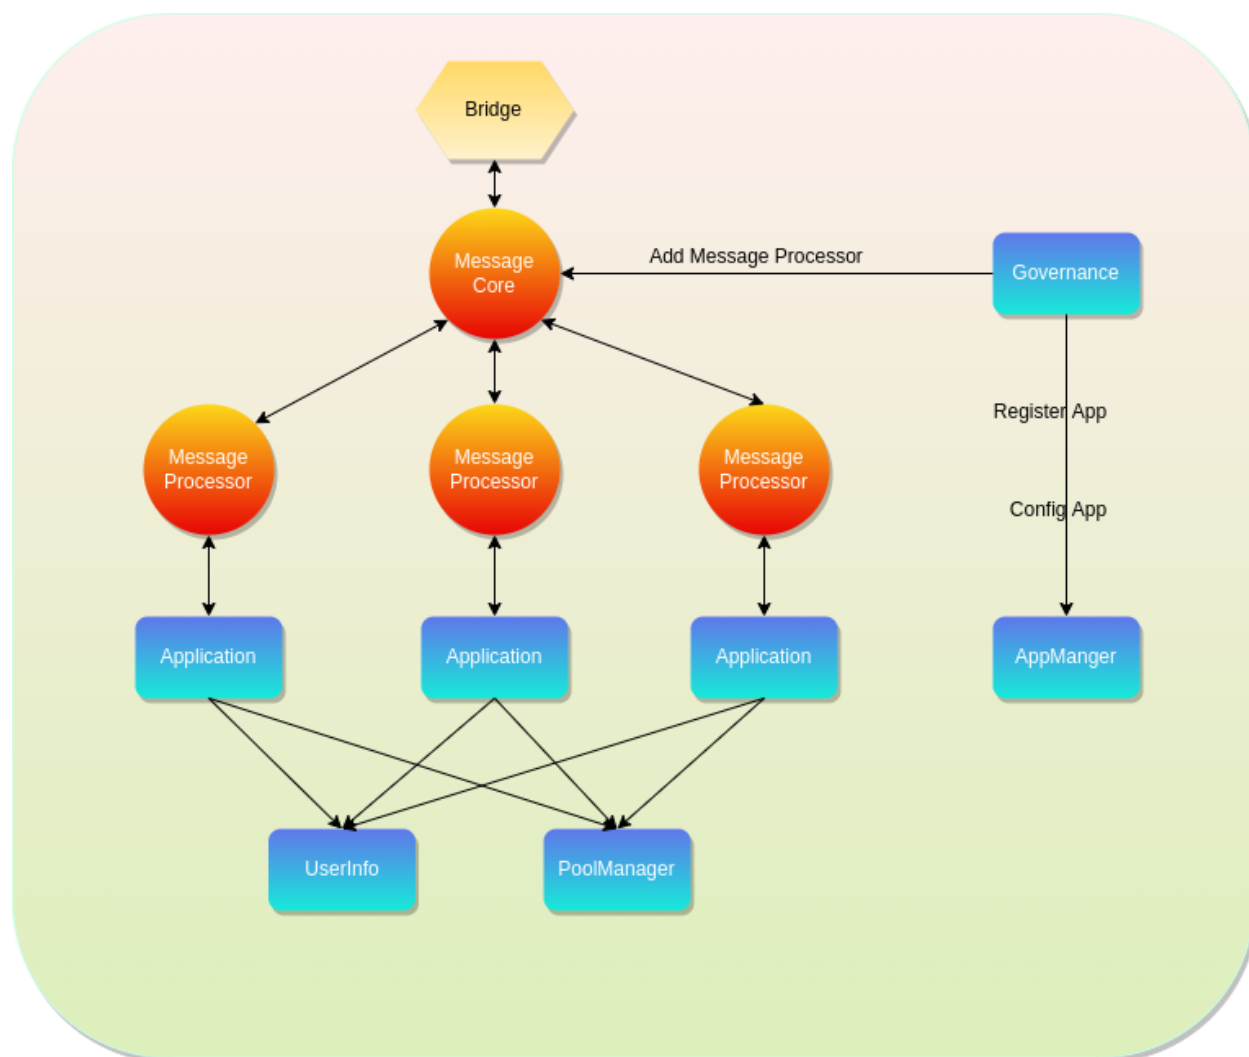 Bridge
Message
Core
Add Message Processor
Governance
Message
Processor
Message
Processor
Message
Processor
Register App
Config App
Application
Application
Application
AppManger
UserInfo
PoolManager